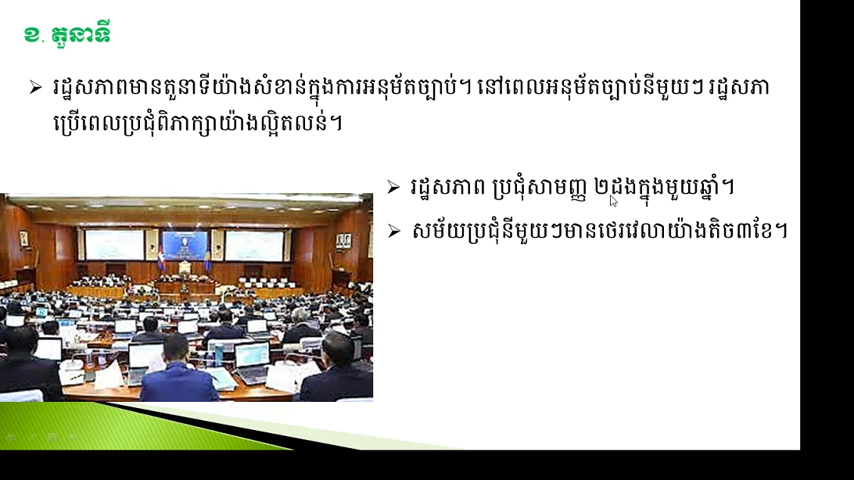 ខ. តួនាទី
រដ្ឋសភាពមានតួនាទីយ៉ាងសំខាន់ក្នុងការអនុម័តច្បាប់។ នៅពេលអនុម័តច្បាប់នីមួយៗ រដ្ឋសភា
ប្រើពេលប្រជុំពិភាក្សាយ៉ាងល្អិតលន់។
រដ្ឋសភាព ប្រជុំសាមញ្ញ ២ដងក្នុងមួយឆ្នាំ។
សម័យប្រជុំនីមួយៗមានថេរវេលាយ៉ាងតិច៣ខែ។